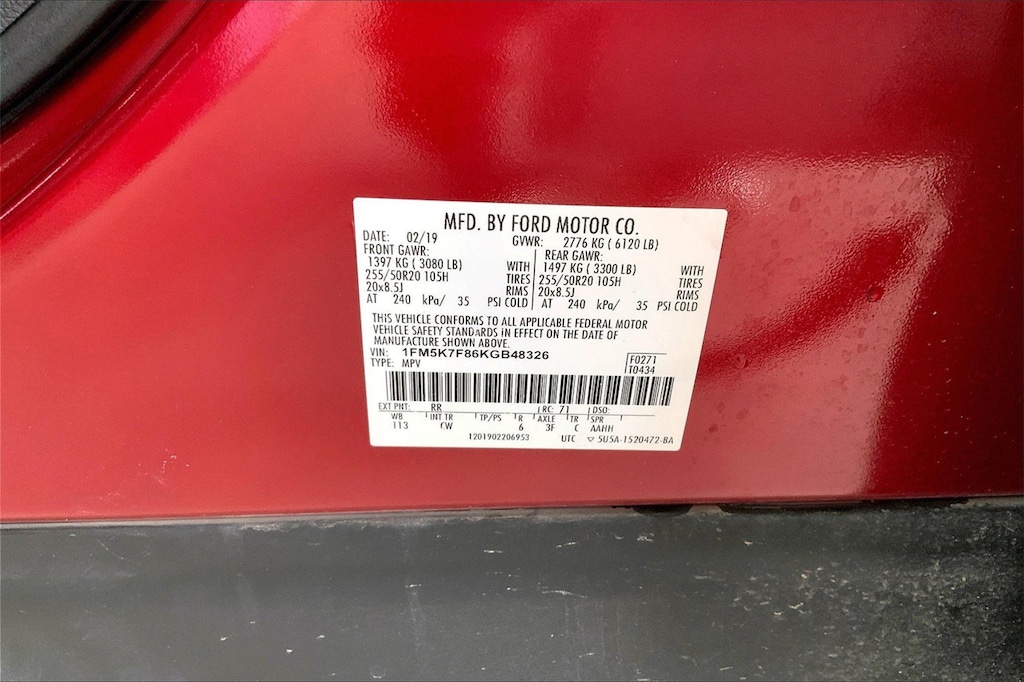 MFD. BY FORD MOTOR CO.
DATE: 02/19 GVWR: 2776 KG ( 6120 LB)
FRONT GAWR: REAR GAWR:
1397 KG ( 3080 LB) WITH 1497 KG ( 3300 LB) WITH
255/50R20 105H TIRES 255/50R20 105H TIRES
20x8.5J RIMS 20x8.5J RIMS
AT 240 kPa/ 35 PSI COLD AT 240 kPa/ 35 PSI COLD
THIS VEHICLE CONFORMS TO ALL APPLICABLE FEDERAL MOTOR
VEHICLE SAFETY STANDARDS IN EFFECT ON THE DATE OF
MANUFACTURE SHOWN ABOVE.
VIN: 1FM5K7F86KGB48326 F0271
TYPE: MPV T0434
EXT PNT: RR RC: 71 DSO:
WB INT TR TP/PS R AXLE TR SPR
113 CW 6 3F C AAHH
1201902206953 UTC ▽ 5U5A-1520472-BA